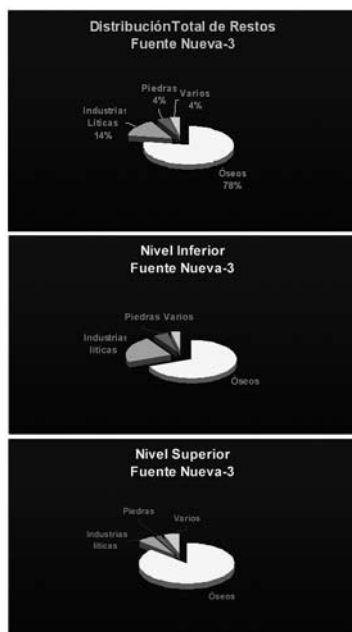 DistribuciónTotal de Restos
Fuente Nueva-3
Piedras
4%
Varios
4%
Industrias
Líticas
14%
Óseos
78%
Nivel Inferior
Fuente Nueva-3
Piedras Varios
Industrias
líticas
Óseos
Nivel Superior
Fuente Nueva-3
Piedras
Varios
Industrias
líticas
Óseos